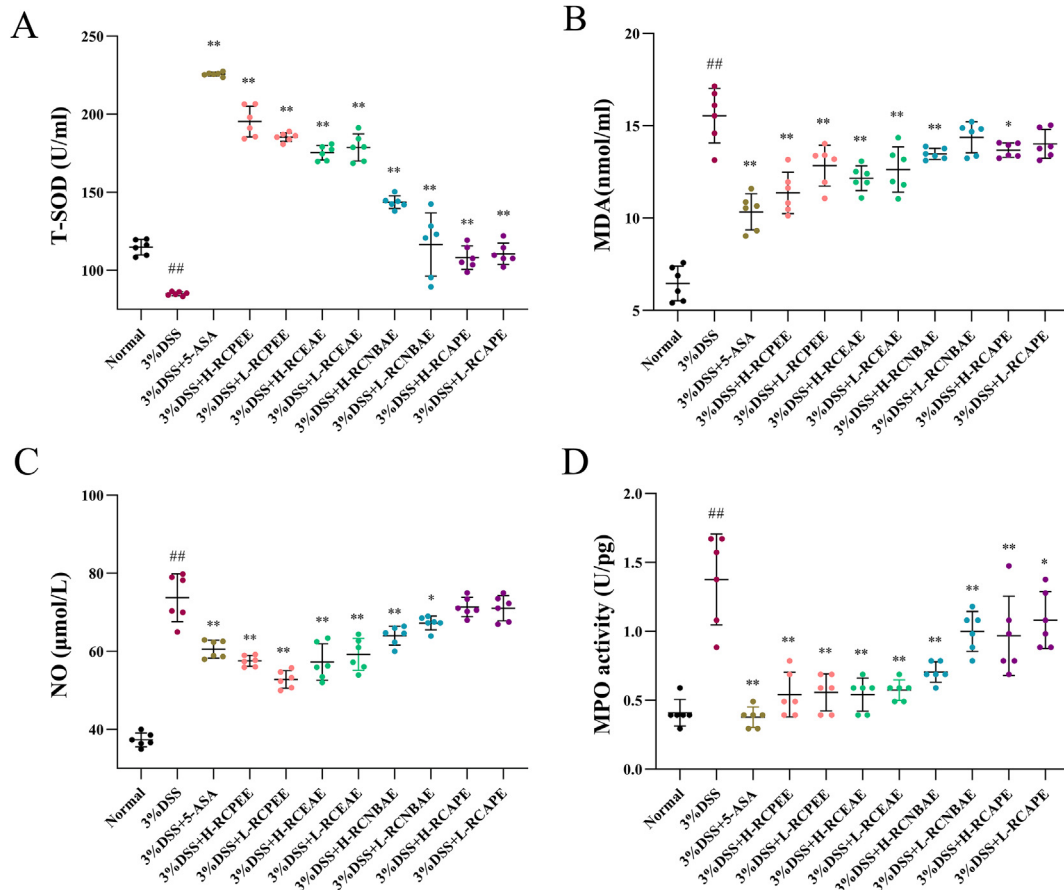 A
T-SOD (U/ml)
250
200
150
100
**
**
**
**
**
**
**
**
**
##
Normal
3%DSS
3%DSS+5-ASA
3%DSS+H-RCPEE
3%DSS+L-RCPEE
3%DSS+H-RCEAE
3%DSS+L-RCEAE
3%DSS+H-RCNBAE
3%DSS+L-RCNBAE
3%DSS+H-RCAPE
3%DSS+L-RCAPE
B
MDA(nmol/ml)
20
15
10
5
##
**
**
**
**
**
**
*
Normal
3%DSS
3%DSS+5-ASA
3%DSS+H-RCPEE
3%DSS+L-RCPEE
3%DSS+H-RCEAE
3%DSS+L-RCEAE
3%DSS+H-RCNBAE
3%DSS+L-RCNBAE
3%DSS+H-RCAPE
3%DSS+L-RCAPE
C
NO (μmol/L)
100
80
60
40
##
**
**
**
**
**
**
*
Normal
3%DSS
3%DSS+5-ASA
3%DSS+H-RCPEE
3%DSS+L-RCPEE
3%DSS+H-RCEAE
3%DSS+L-RCEAE
3%DSS+H-RCNBAE
3%DSS+L-RCNBAE
3%DSS+H-RCAPE
3%DSS+L-RCAPE
D
MPO activity (U/pg)
2.0
1.5
1.0
0.5
0.0
##
**
**
**
**
**
**
**
**
*
Normal
3%DSS
3%DSS+5-ASA
3%DSS+H-RCPEE
3%DSS+L-RCPEE
3%DSS+H-RCEAE
3%DSS+L-RCEAE
3%DSS+H-RCNBAE
3%DSS+L-RCNBAE
3%DSS+H-RCAPE
3%DSS+L-RCAPE